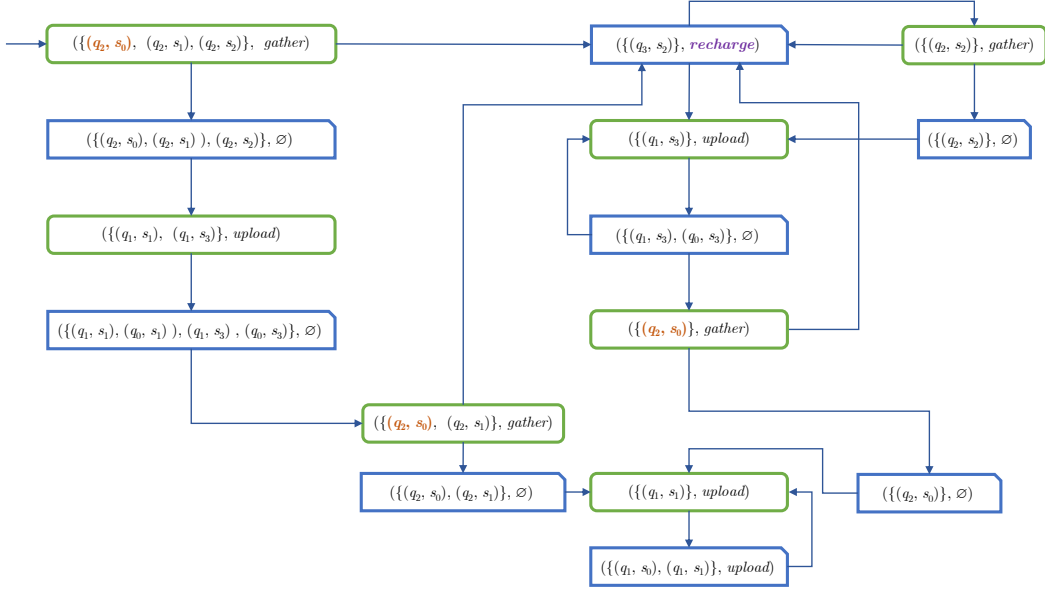 ({(q₂, s₀), (q₂, s₁), (q₂, s₂)}, gather)
({(q₃, s₂)}, recharge)
({(q₂, s₂)}, gather)
({(q₂, s₀), (q₂, s₁) ), (q₂, s₂)}, ∅)
({(q₁, s₃)}, upload)
({(q₂, s₂)}, ∅)
({(q₁, s₁), (q₁, s₃)}, upload)
({(q₁, s₃), (q₀, s₃)}, ∅)
({(q₁, s₁), (q₀, s₁) ), (q₁, s₃) , (q₀, s₃)}, ∅)
({(q₂, s₀}, gather)
({(q₂, s₀), (q₂, s₁)}, gather)
({(q₂, s₀), (q₂, s₁)}, ∅)
({(q₁, s₁)}, upload)
({(q₂, s₀)}, ∅)
({(q₁, s₀), (q₁, s₁)}, upload)